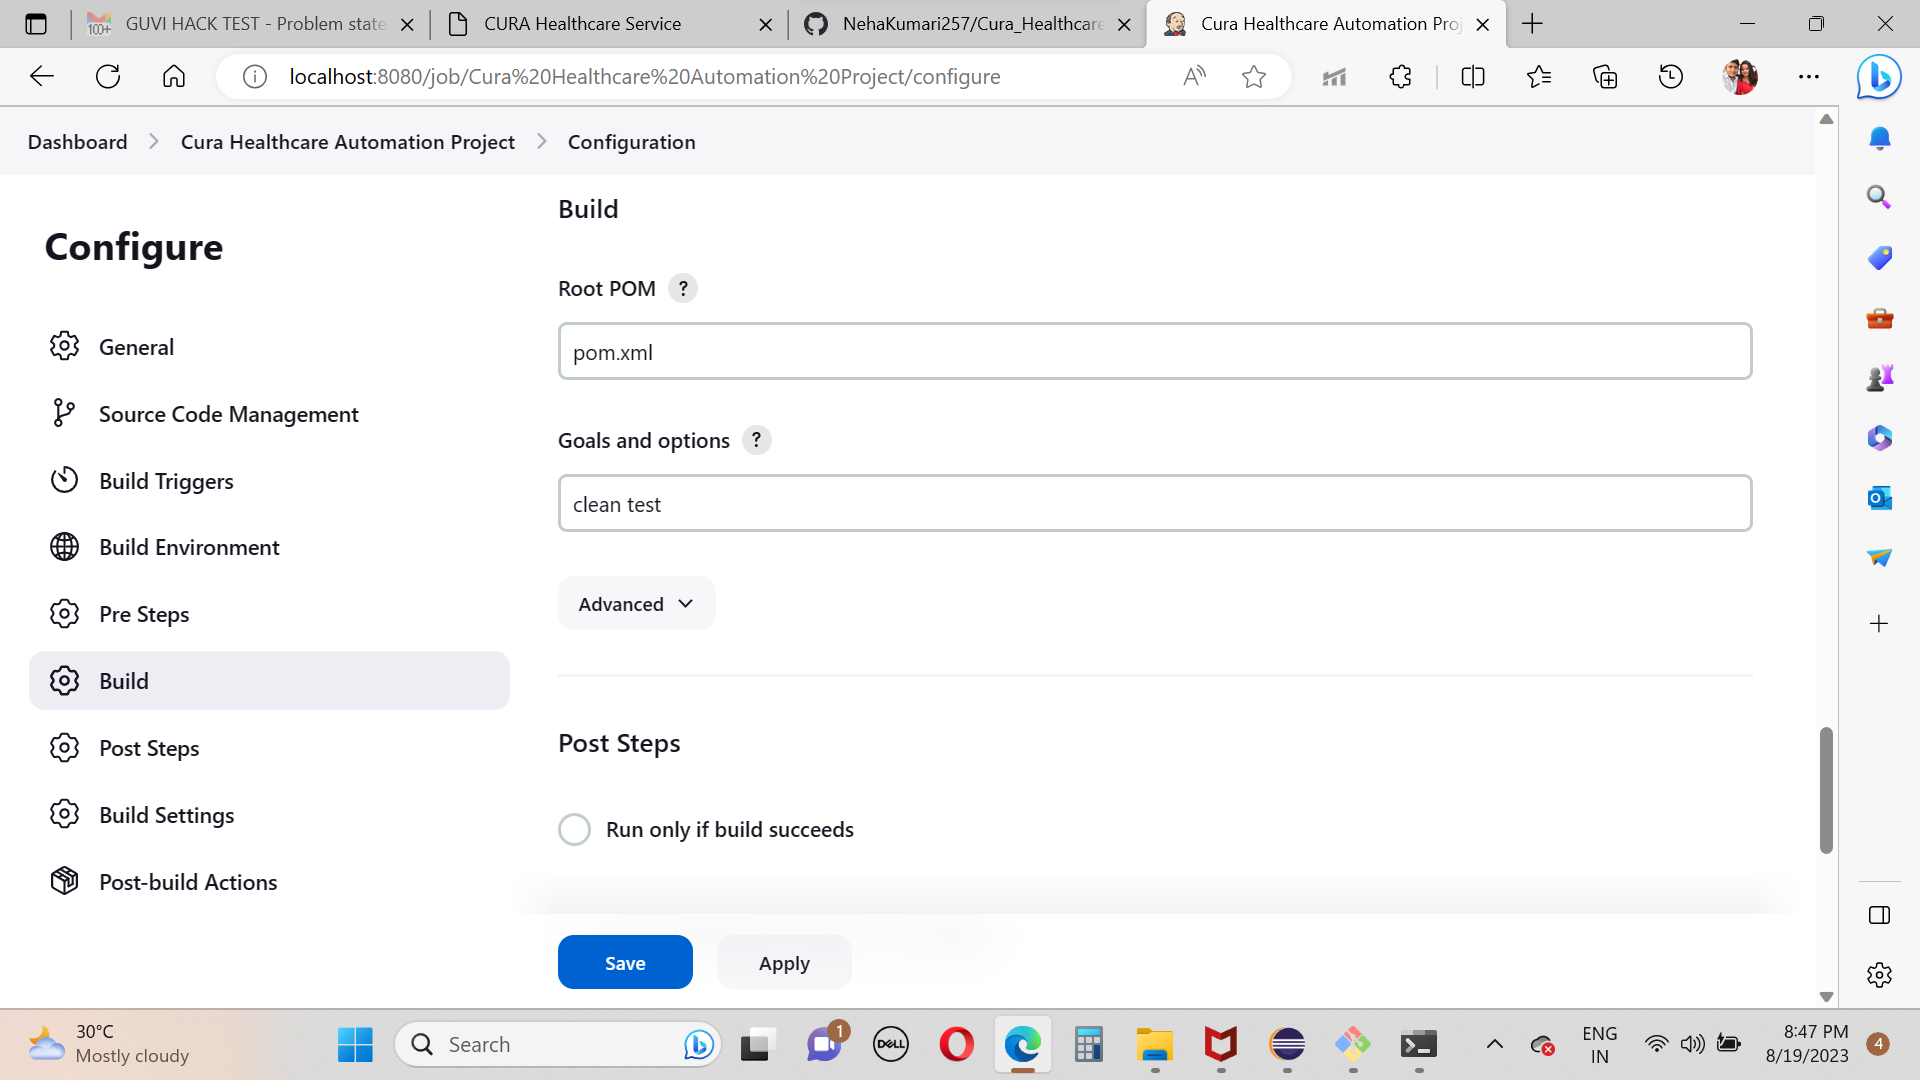 GUVI HACK TEST - Problem state
CURA Healthcare Service
NehaKumari257/Cura_Healthcare
Cura Healthcare Automation Proj
localhost:8080/job/Cura%20Healthcare%20Automation%20Project/configure
Dashboard
Cura Healthcare Automation Project
Configuration
Configure
General
Source Code Management
Build Triggers
Build Environment
Pre Steps
Build
Post Steps
Build Settings
Post-build Actions
Build
Root POM ?
pom.xml
Goals and options ?
clean test
Advanced
Post Steps
Run only if build succeeds
Save
Apply
30°C
Mostly cloudy
Search
1
DELL
ENG
IN
8:47 PM
8/19/2023
4